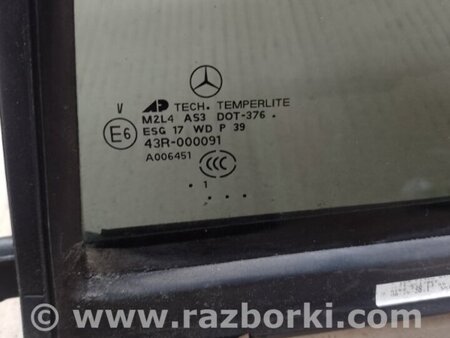 V
AP TECH. TEMPERLITE
M2L4 AS3 DOT-376 .
E6
ESG 17 WD P 39
43R-000091
A006451
CCC
. 1
. . .
www.razborki.com